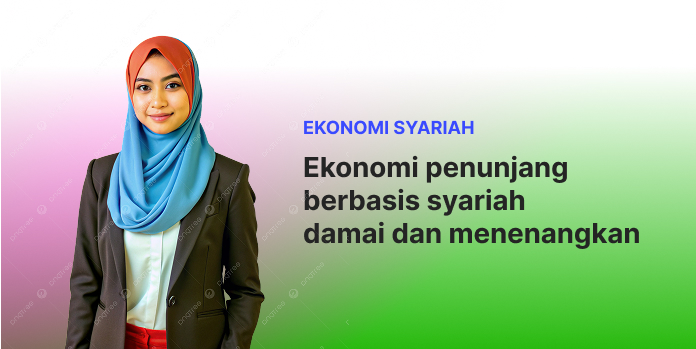 EKONOMI SYARIAH
Ekonomi penunjang
berbasis syariah
damai dan menenangkan